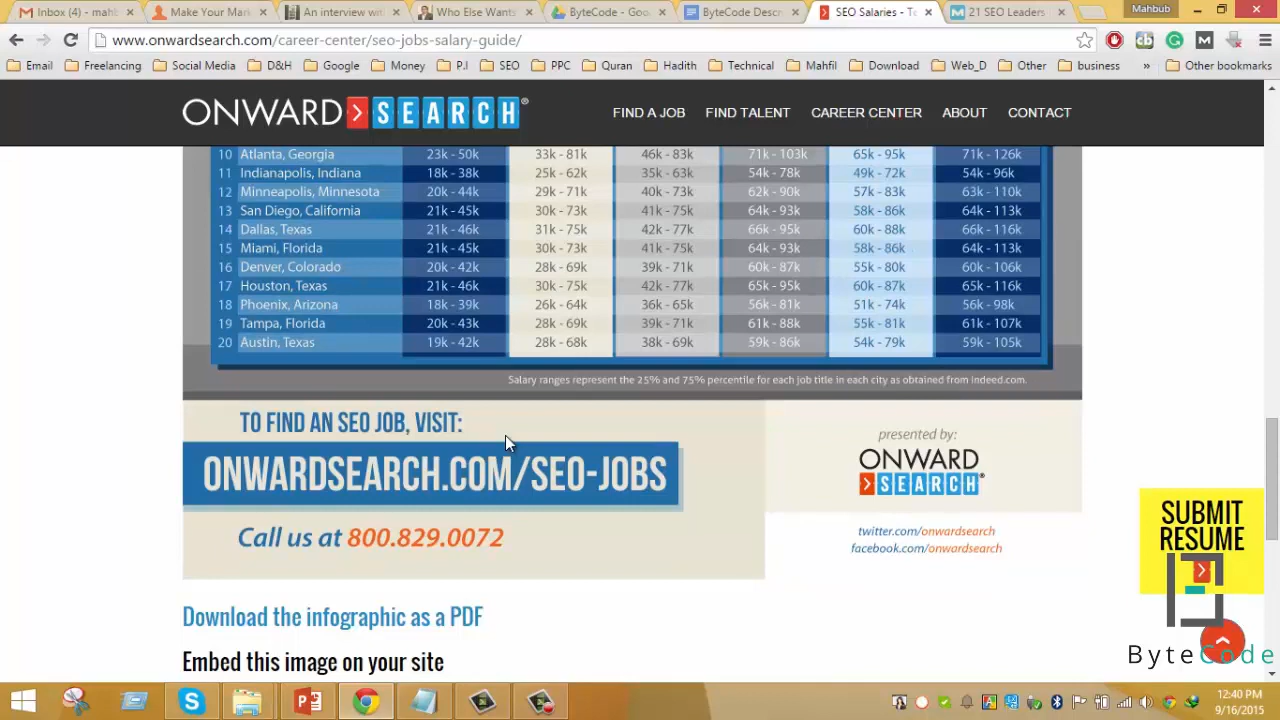 Inbox (4) - mahb
Make Your Mark
An interview with
Who Else Wants
ByteCode - Goo
ByteCode Descr
SEO Salaries - To
21 SEO Leaders
Mahbub
www.onwardsearch.com/career-center/seo-jobs-salary-guide/
Email Freelancing Social Media D&H Google Money P.I SEO PPC Quran Hadith Technical Mahfil Download Web_D Other business » Other bookmarks
ONWARD SEARCH®
FIND A JOB FIND TALENT CAREER CENTER ABOUT CONTACT
10 Atlanta, Georgia 23k - 50k 33k - 81k 46k - 83k 71k - 103k 65k - 95k 71k - 126k
11 Indianapolis, Indiana 18k - 38k 25k - 62k 35k - 63k 54k - 78k 49k - 72k 54k - 96k
12 Minneapolis, Minnesota 20k - 44k 29k - 71k 40k - 73k 62k - 90k 57k - 83k 63k - 110k
13 San Diego, California 21k - 45k 30k - 73k 41k - 75k 64k - 93k 58k - 86k 64k - 113k
14 Dallas, Texas 21k - 46k 31k - 75k 42k - 77k 66k - 95k 60k - 88k 66k - 116k
15 Miami, Florida 21k - 45k 30k - 73k 41k - 75k 64k - 93k 58k - 86k 64k - 113k
16 Denver, Colorado 20k - 42k 28k - 69k 39k - 71k 60k - 87k 55k - 80k 60k - 106k
17 Houston, Texas 21k - 46k 30k - 75k 42k - 77k 65k - 95k 60k - 87k 65k - 116k
18 Phoenix, Arizona 18k - 39k 26k - 64k 36k - 65k 56k - 81k 51k - 74k 56k - 98k
19 Tampa, Florida 20k - 43k 28k - 69k 39k - 71k 61k - 88k 55k - 81k 61k - 107k
20 Austin, Texas 19k - 42k 28k - 68k 38k - 69k 59k - 86k 54k - 79k 59k - 105k
Salary ranges represent the 25% and 75% percentile for each job title in each city as obtained from indeed.com.
TO FIND AN SEO JOB, VISIT:
ONWARDSEARCH.COM/SEO-JOBS
Call us at 800.829.0072
presented by:
ONWARD
SEARCH®
twitter.com/onwardsearch
facebook.com/onwardsearch
SUBMIT
RESUME
Download the infographic as a PDF
Embed this image on your site
ByteCode
12:40 PM
9/16/2015